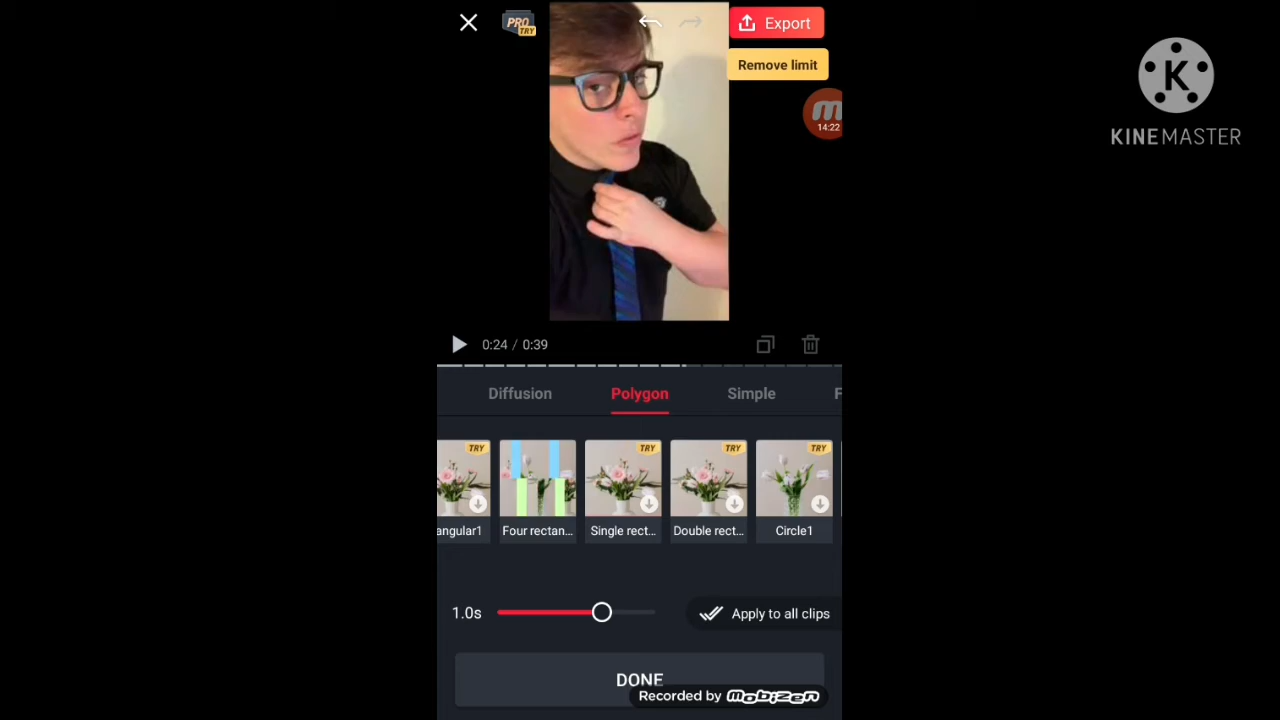 PRO
TRY
Export
Remove limit
14:22
K
KINEMASTER
0:24 / 0:39
Diffusion
Polygon
Simple
F
TRY
TRY
TRY
TRY
angular1
Four rectan...
Single rect...
Double rect...
Circle1
1.0s
Apply to all clips
DONE
Recorded by mobizen